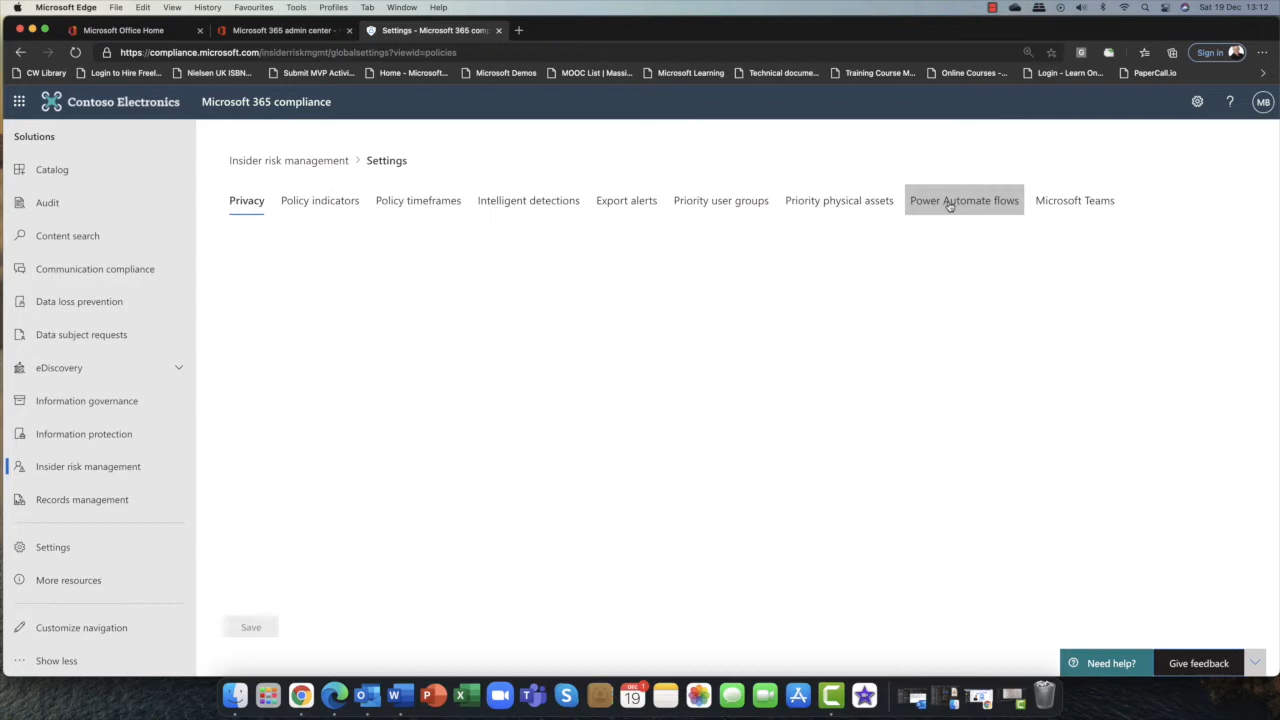 Microsoft Edge File Edit View History Favourites Tools Profiles Tab Window Help Sat 19 Dec 13:12
Microsoft Office Home Microsoft 365 admin center - Settings - Microsoft 365 comp
https://compliance.microsoft.com/insiderriskmgmt/globalsettings?viewid=policies Sign in
CW Library Login to Hire Freel... Nielsen UK ISBN... Submit MVP Activi... Home - Microsoft... Microsoft Demos MOOC List | Massi... Microsoft Learning Technical docume... Training Course M... Online Courses -... Login - Learn On... PaperCall.io
Contoso Electronics Microsoft 365 compliance ? MB
Solutions
Catalog
Audit
Content search
Communication compliance
Data loss prevention
Data subject requests
eDiscovery
Information governance
Information protection
Insider risk management
Records management
Settings
More resources
Customize navigation
Show less
Insider risk management > Settings
Privacy Policy indicators Policy timeframes Intelligent detections Export alerts Priority user groups Priority physical assets Power Automate flows Microsoft Teams
Save
Need help? Give feedback
DEC 1
19